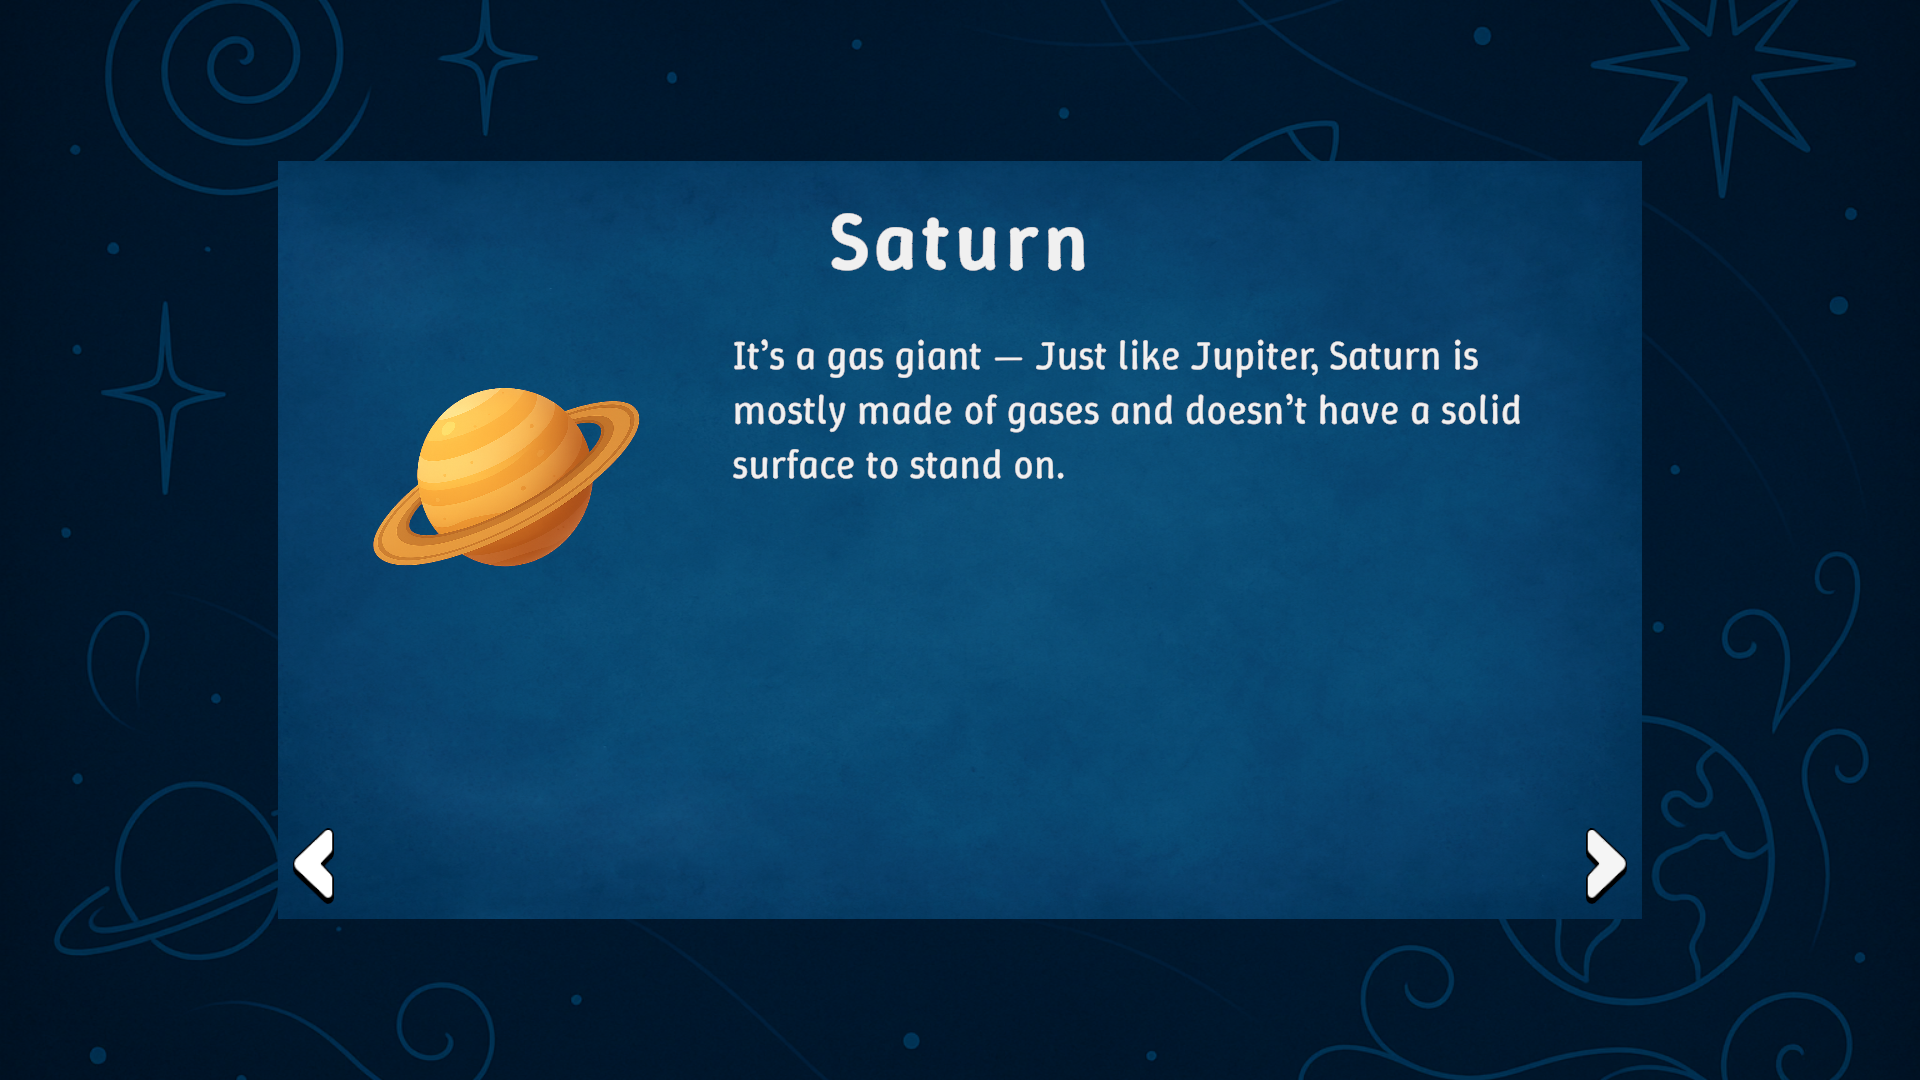 Saturn
It’s a gas giant — Just like Jupiter, Saturn is
mostly made of gases and doesn’t have a solid
surface to stand on.